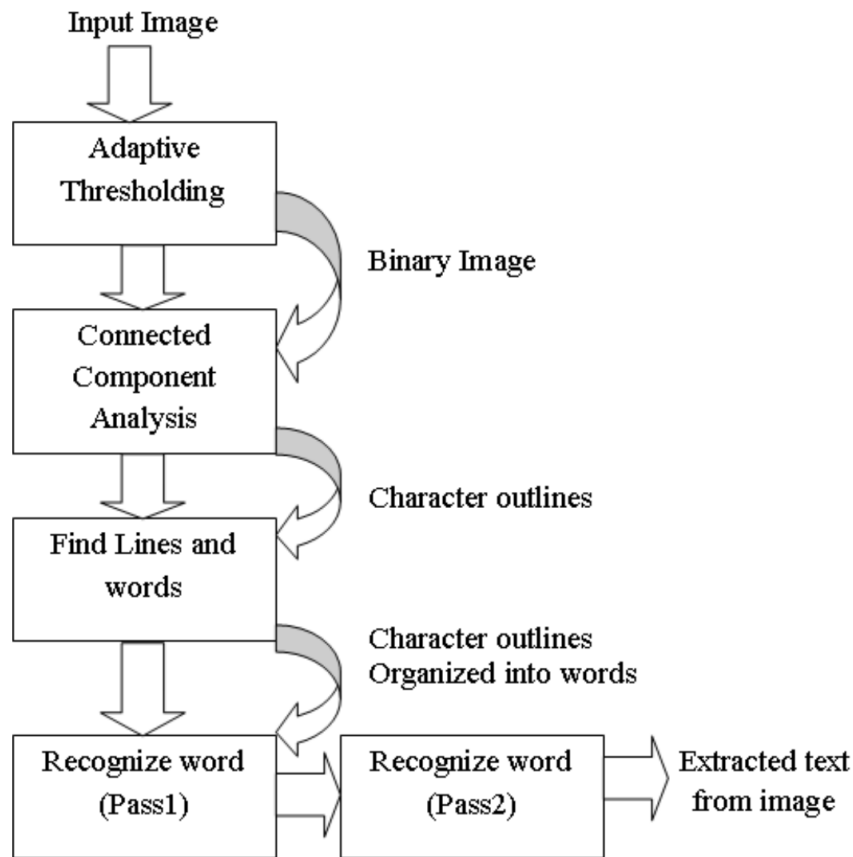 Input Image
Adaptive
Thresholding
Binary Image
Connected
Component
Analysis
Character outlines
Find Lines and
words
Character outlines
Organized into words
Recognize word
(Pass1)
Recognize word
(Pass2)
Extracted text
from image